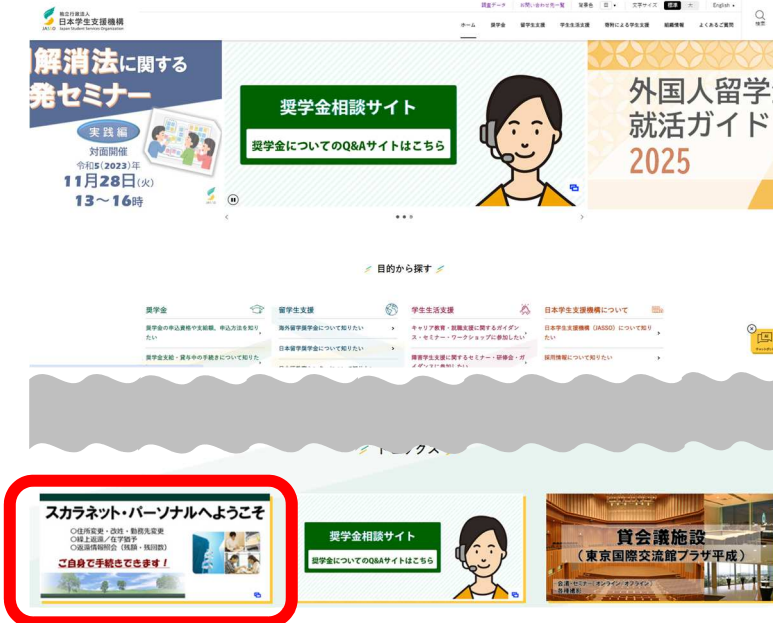 独立行政法人
日本学生支援機構
JASSO Japan Student Services Organization
調査データ お問い合わせ先一覧 背景色 文字サイズ 標準 大 English
ホーム 奨学金 留学生支援 学生生活支援 寄附による学生支援 組織情報 よくあるご質問
検索
解消法に関する
発セミナー
実践編
対面開催
令和5(2023)年
11月28日(火)
13～16時
奨学金相談サイト
奨学金についてのQ&Aサイトはこちら
外国人留学
就活ガイド
2025
目的から探す
奨学金
奨学金の申込資格や支給額、申込方法を知り
たい
奨学金支給・貸与中の手続きについて知りた
留学生支援
海外留学奨学金について知りたい
日本留学奨学金について知りたい
学生生活支援
キャリア教育・就職支援に関するガイダン
ス・セミナー・ワークショップに参加したい
障害学生支援に関するセミナー・研修会・ガ
イダンスに参加したい
日本学生支援機構について
日本学生支援機構（JASSO）について知り
たい
採用情報について知りたい
トピックス
スカラネット・パーソナルへようこそ
○住所変更・改姓・勤務先変更
○繰上返還／在学猶予
○返還情報照会（残額・残回数）
ご自身で手続きできます！
奨学金相談サイト
奨学金についてのQ&Aサイトはこちら
貸会議施設
（東京国際交流館プラザ平成）
会議・セミナー(オンライン・オフライン)
各種撮影